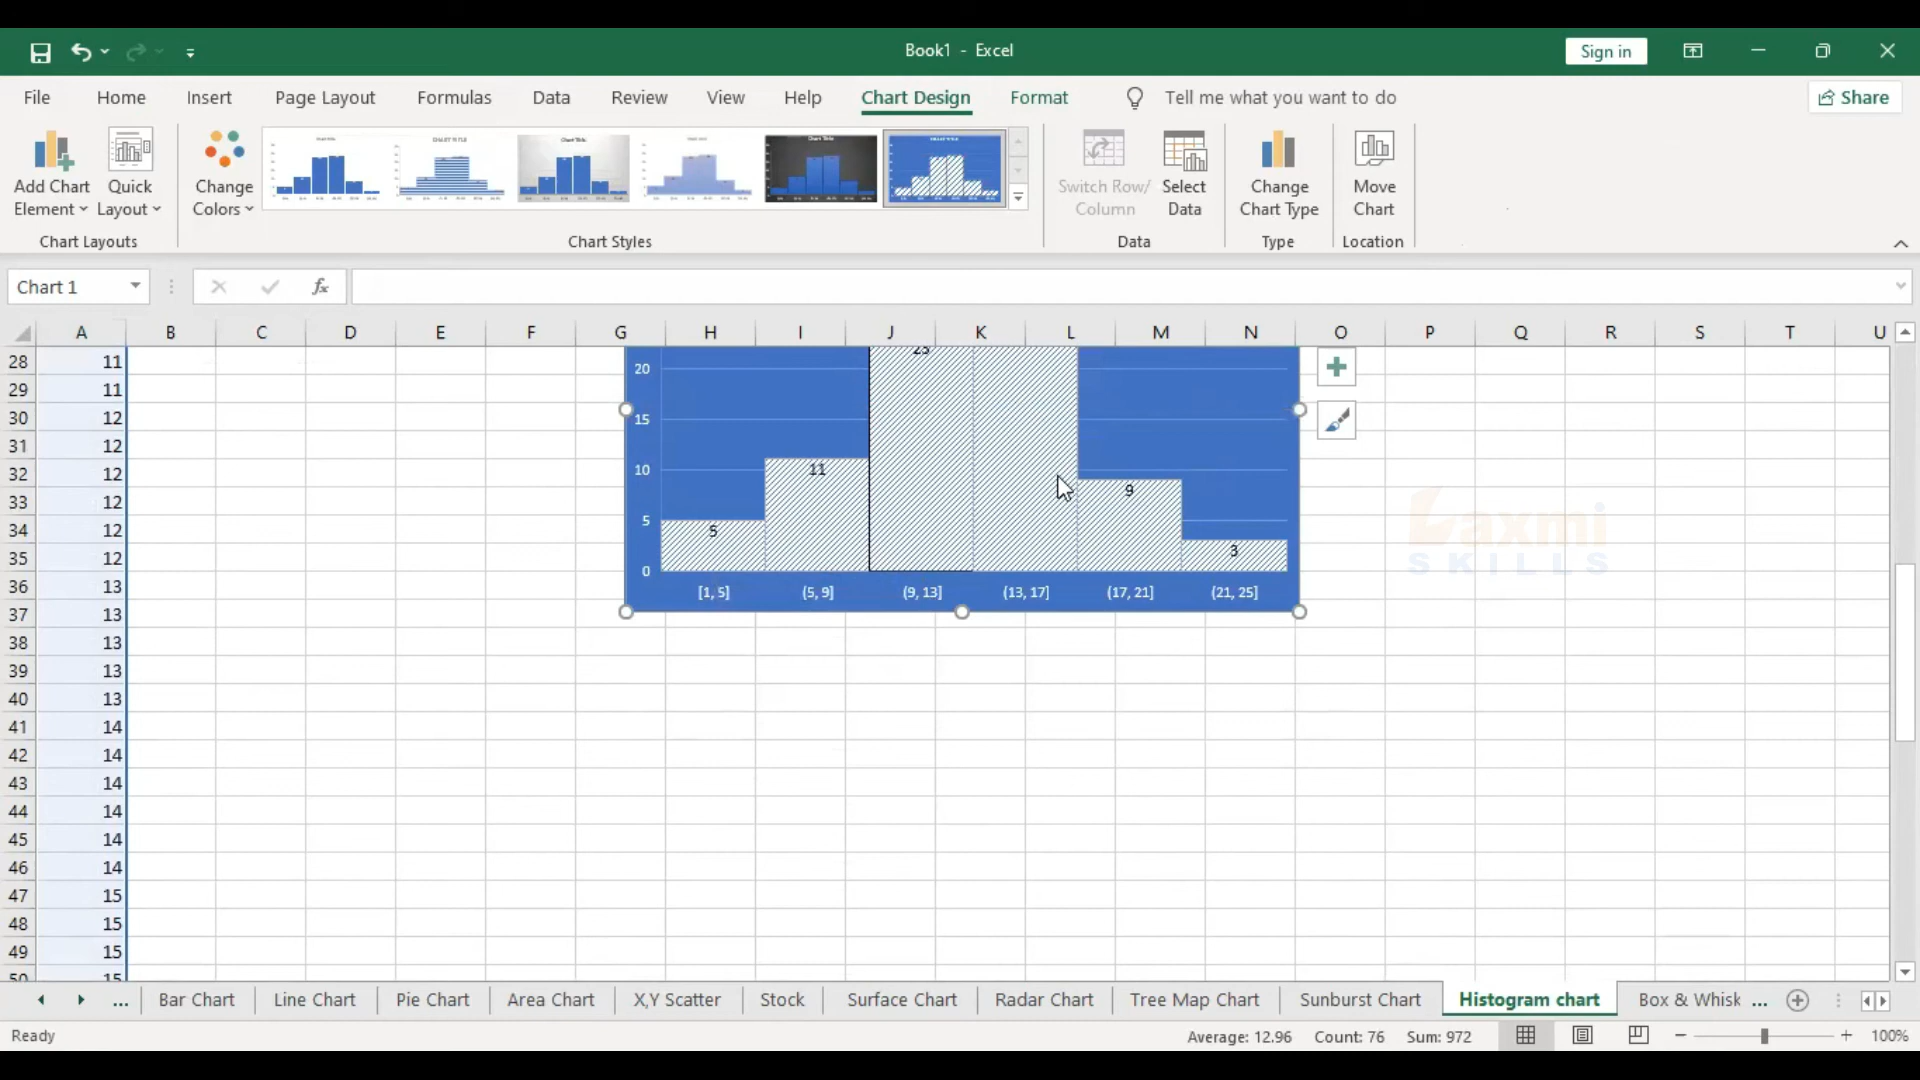 Book1 - Excel
Sign in
File Home Insert Page Layout Formulas Data Review View Help Chart Design Format Tell me what you want to do Share
Add Chart Element
Quick Layout
Change Colors
Switch Row/ Column
Select Data
Change Chart Type
Move Chart
Chart Layouts Chart Styles Data Type Location
Chart 1 fx
A B C D E F G H I J K L M N O P Q R S T U
28 11
29 11
30 12
31 12
32 12
33 12
34 12
35 12
36 13
37 13
38 13
39 13
40 13
41 14
42 14
43 14
44 14
45 14
46 14
47 15
48 15
49 15
50 15
20
15
10
5
0
5 11 23 9 3
[1, 5] (5, 9] (9, 13] (13, 17] (17, 21] (21, 25]
Laxmi
SKILLS
... Bar Chart Line Chart Pie Chart Area Chart X,Y Scatter Stock Surface Chart Radar Chart Tree Map Chart Sunburst Chart Histogram chart Box & Whisk ...
Ready Average: 12.96 Count: 76 Sum: 972 100%